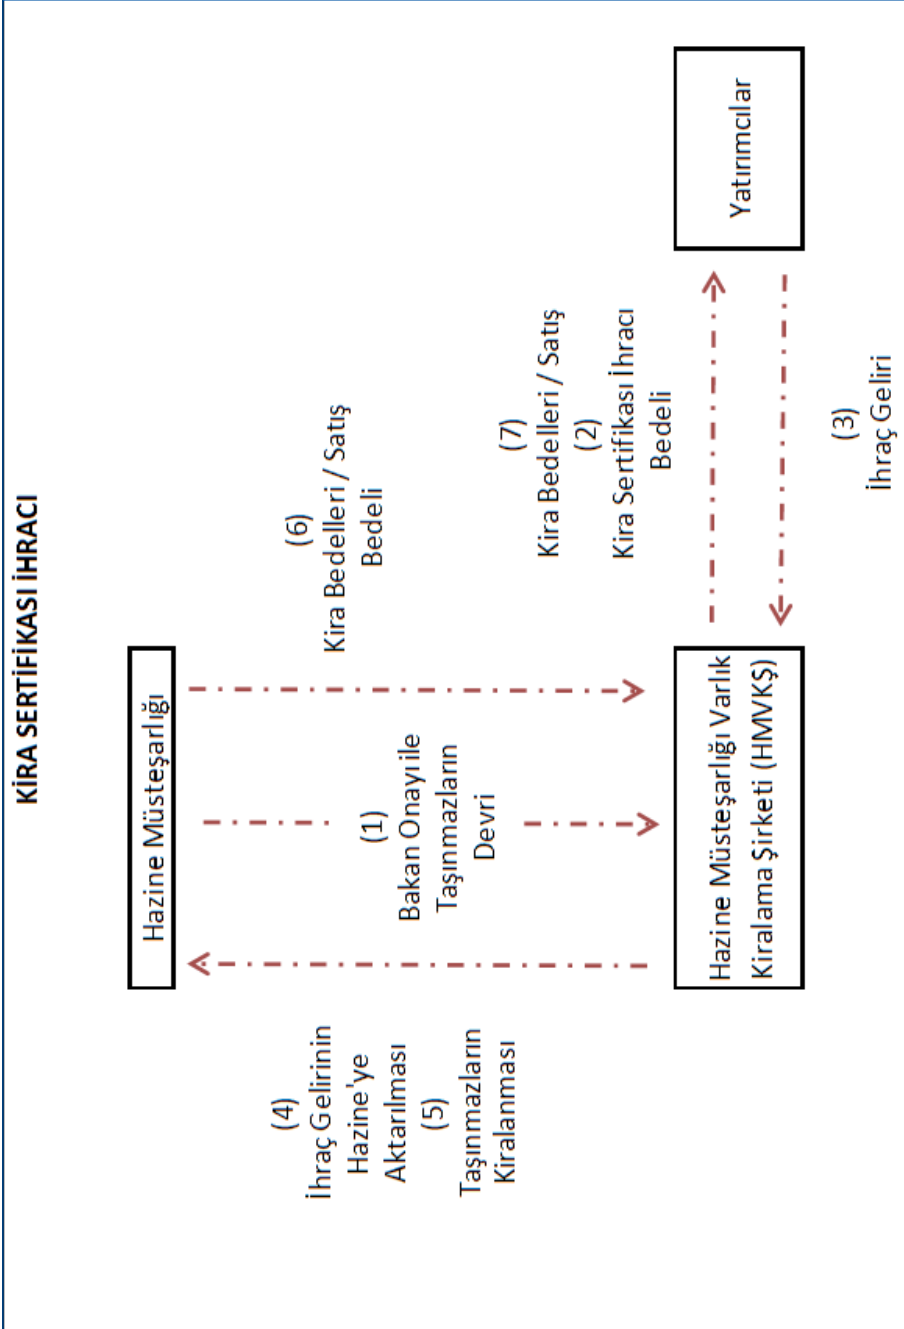 KİRA SERTİFİKASI İHRACI
Hazine Müsteşarlığı
(4)
İhraç Gelirinin
Hazine'ye
Aktarılması
(5)
Taşınmazların
Kiralanması
(1)
Bakan Onayı ile
Taşınmazların
Devri
(6)
Kira Bedelleri / Satış
Bedeli
(7)
Kira Bedelleri / Satış
(2)
Kira Sertifikası İhracı
Bedeli
Hazine Müsteşarlığı Varlık
Kiralama Şirketi (HMVKŞ)
Yatırımcılar
(3)
İhraç Geliri